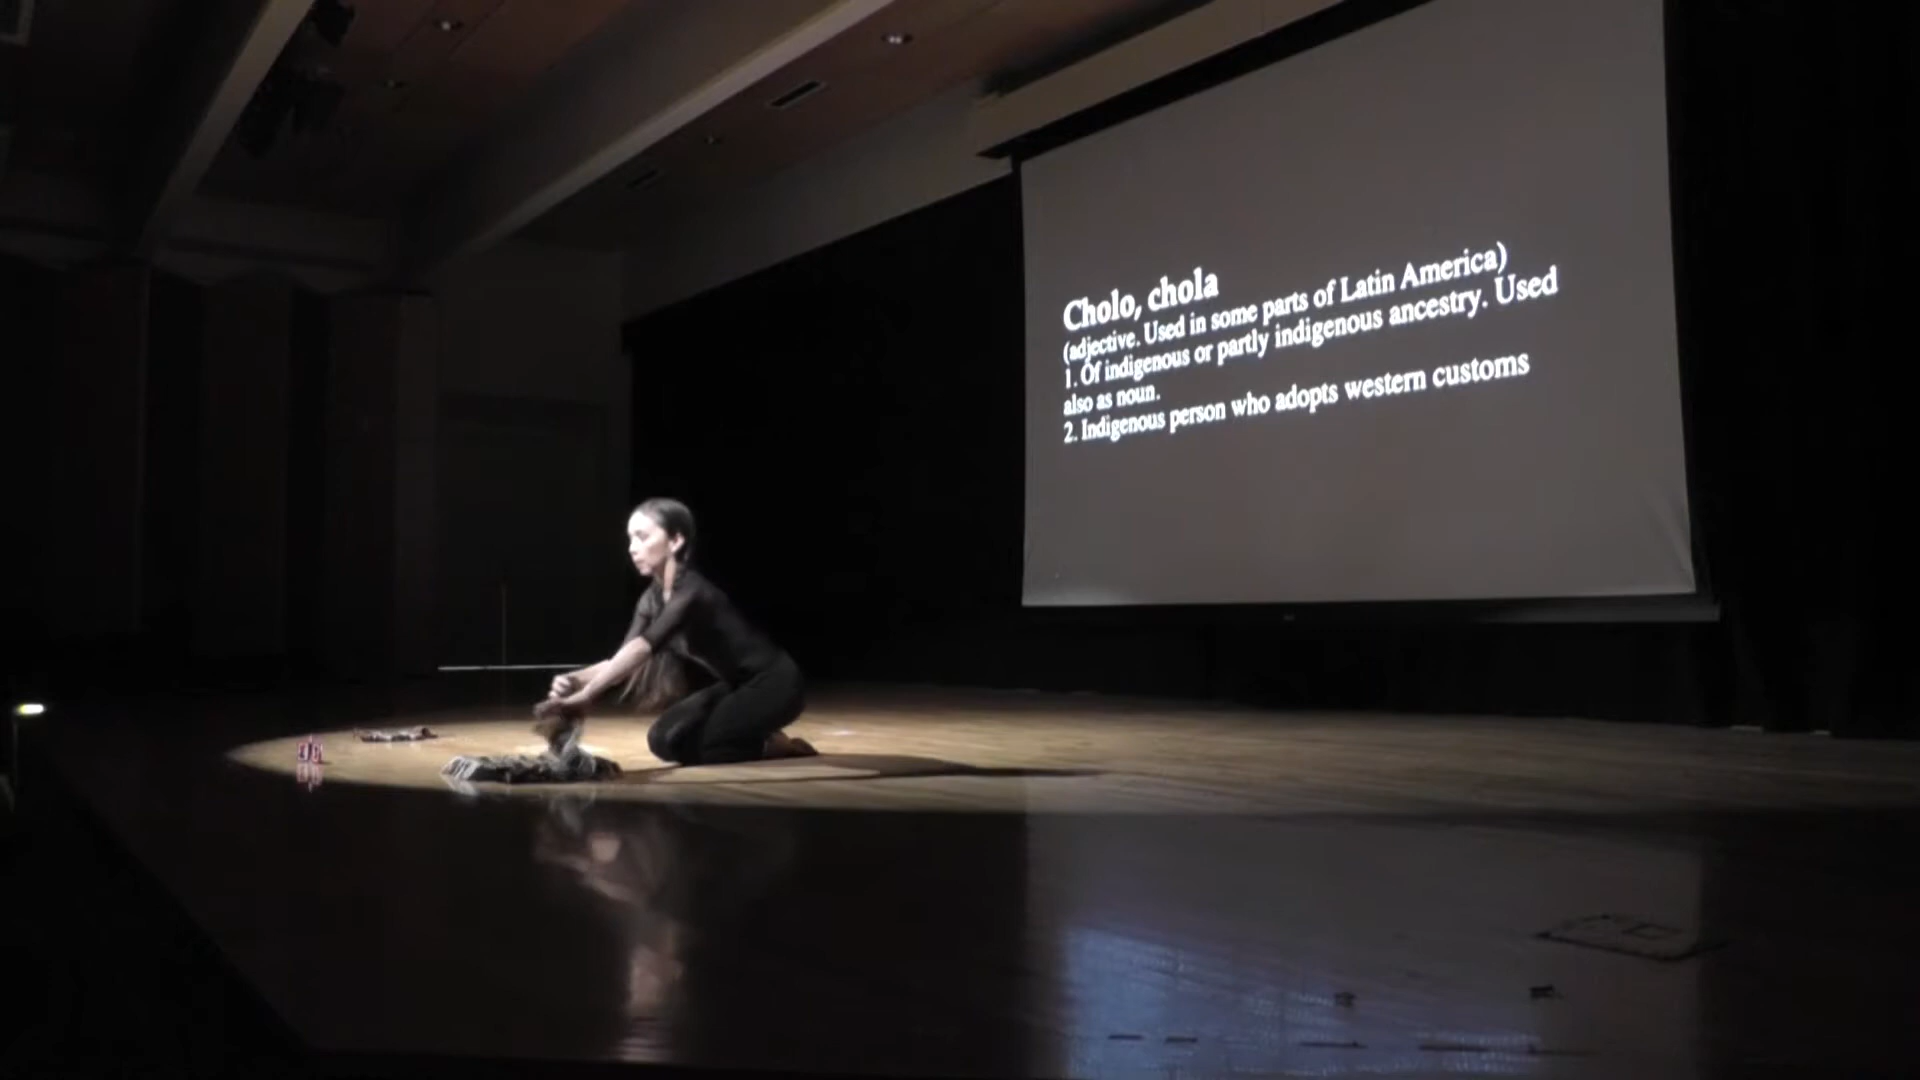 Cholo, chola
(adjective. Used in some parts of Latin America)
1. Of indigenous or partly indigenous ancestry. Used
also as noun.
2. Indigenous person who adopts western customs